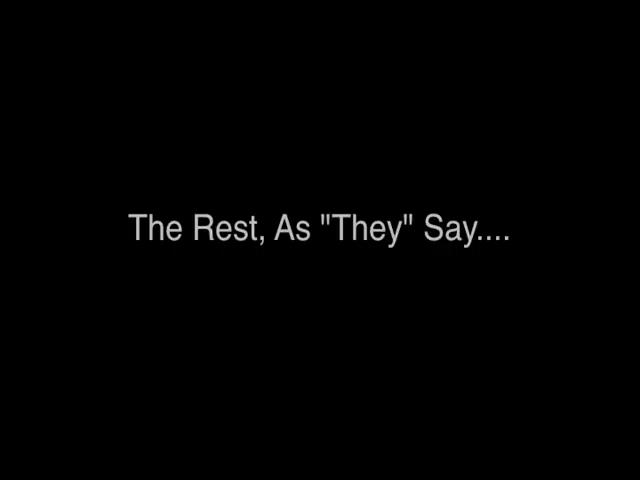 The Rest, As "They" Say....